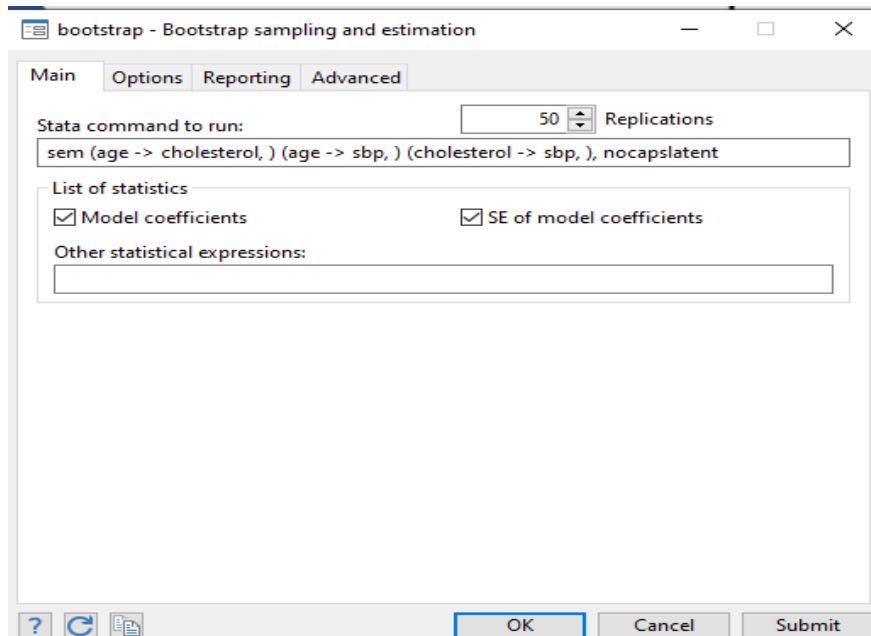 bootstrap - Bootstrap sampling and estimation
Main Options Reporting Advanced
Stata command to run: 50 Replications
sem (age -> cholesterol, ) (age -> sbp, ) (cholesterol -> sbp, ), nocapslatent
List of statistics
Model coefficients SE of model coefficients
Other statistical expressions:
? OK Cancel Submit